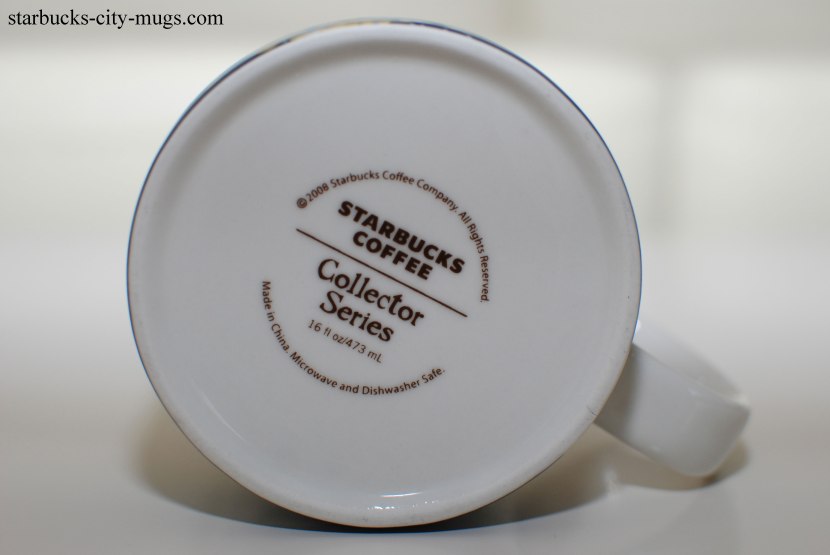 starbucks-city-mugs.com
©2008 Starbucks Coffee Company. All Rights Reserved.
STARBUCKS
COFFEE
Collector
Series
16 fl oz/473 mL
Made in China. Microwave and Dishwasher Safe.